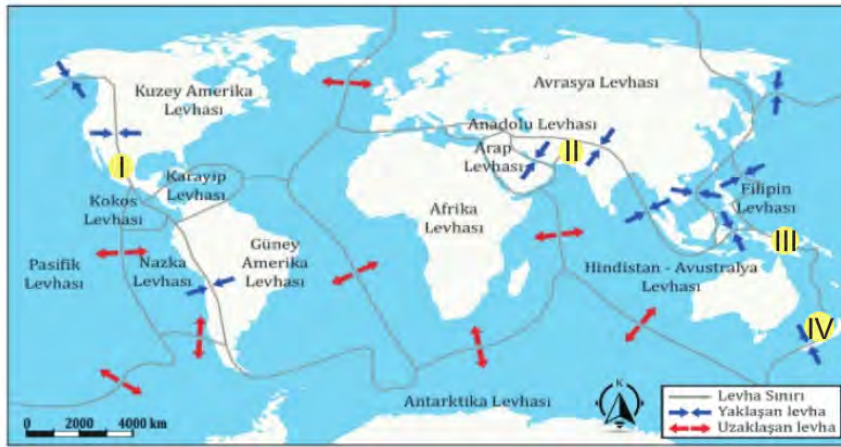 Kuzey Amerika
Levhası
Avrasya Levhası
Anadolu Levhası
Arap
Levhası
I
II
Karayip
Levhası
Kokos
Levhası
Filipin
Levhası
Afrika
Levhası
III
Pasifik
Levhası
Nazka
Levhası
Güney
Amerika
Levhası
Hindistan - Avustralya
Levhası
IV
Antarktika Levhası
K
0 2000 4000 km
Levha Sınırı
Yaklaşan levha
Uzaklaşan levha